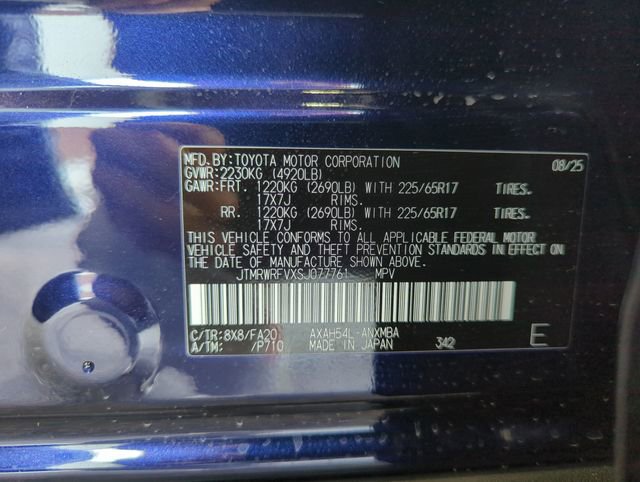 MFD.BY:TOYOTA MOTOR CORPORATION 08/25
GVWR:2230KG (4920LB)
GAWR:FRT. 1220KG (2690LB) WITH 225/65R17 TIRES.
17X7J RIMS.
RR. 1220KG (2690LB) WITH 225/65R17 TIRES.
17X7J RIMS.
THIS VEHICLE CONFORMS TO ALL APPLICABLE FEDERAL MOTOR
VEHICLE SAFETY AND THEFT PREVENTION STANDARDS IN EFFECT ON
THE DATE OF MANUFACTURE SHOWN ABOVE.
JTMRWRFVXSJ077761 MPV
C/TR:8X8/FA20 AXAH54L-ANXMBA
A/TM: /P710 MADE IN JAPAN 342 E